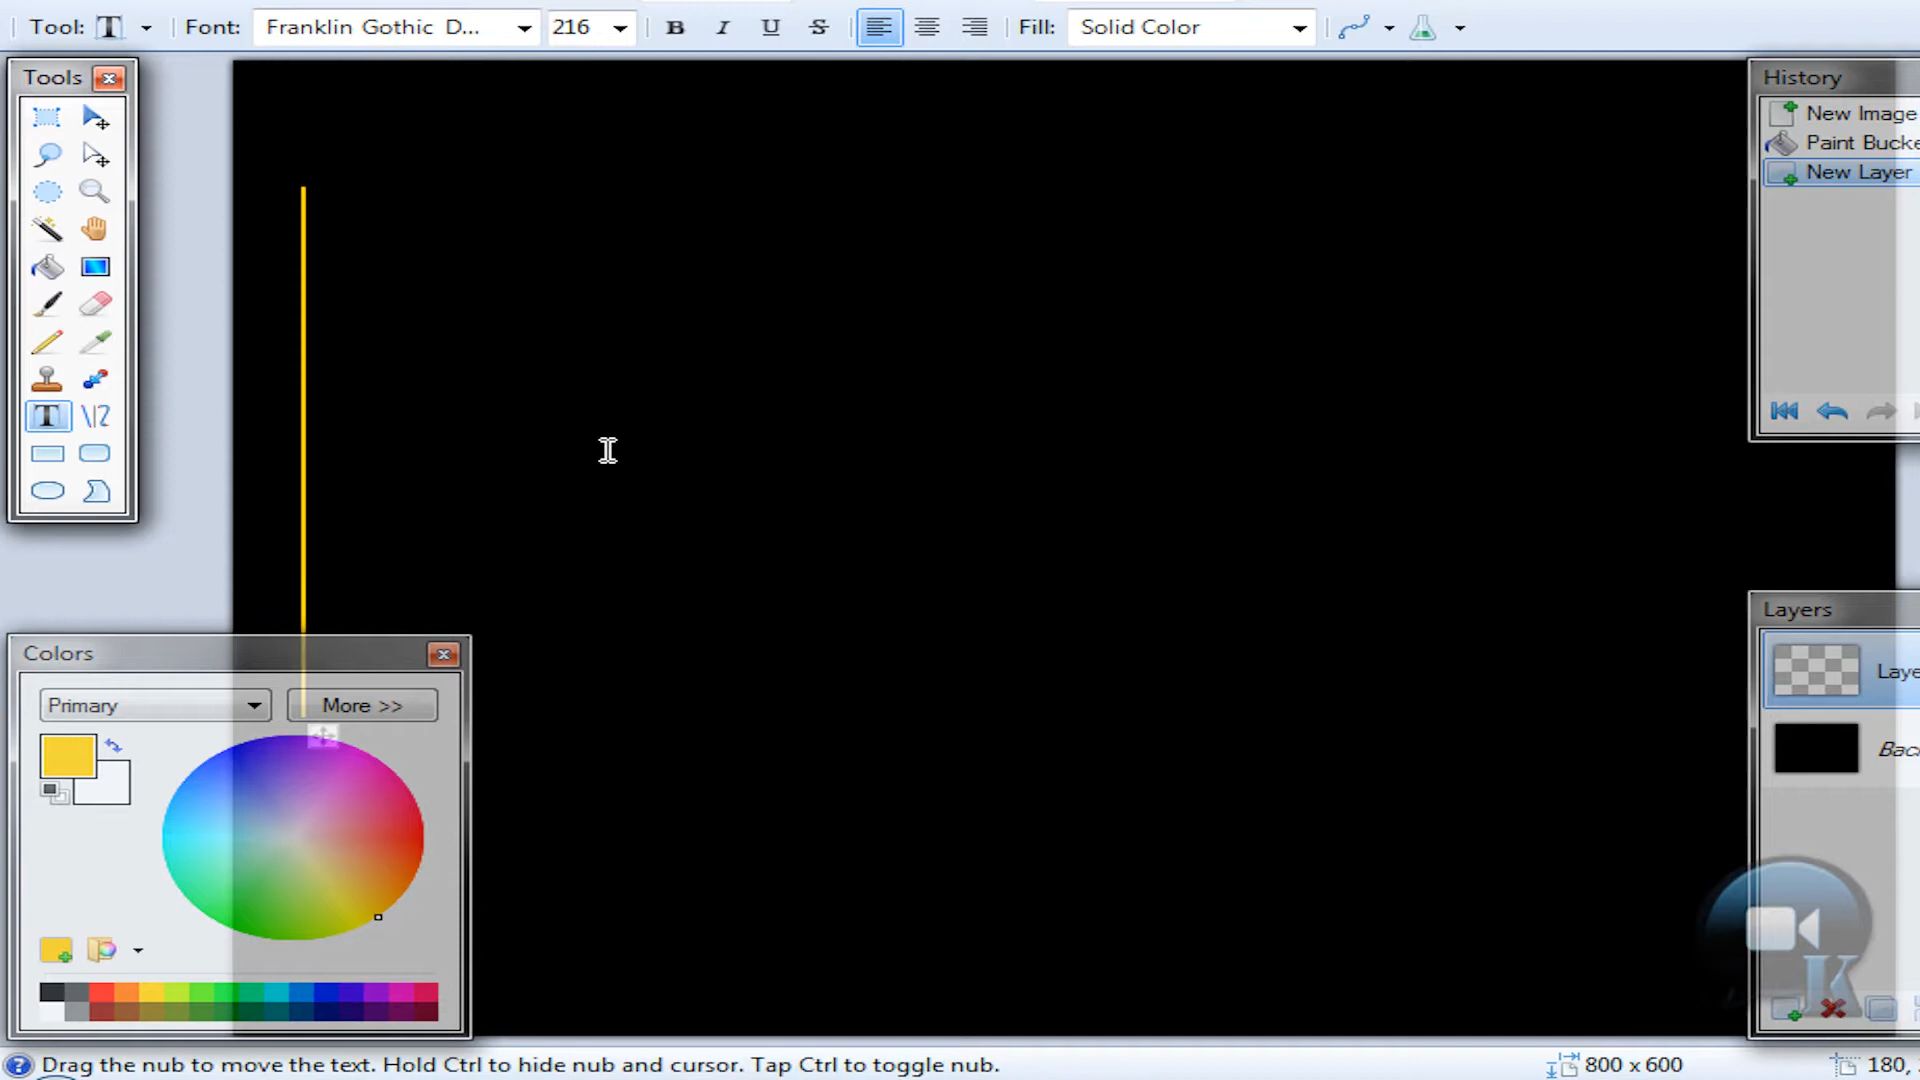 Tool: T Font: Franklin Gothic D... 216 B I U S Fill: Solid Color
Tools
History
New Image
Paint Bucke
New Layer
T
Colors
Primary More >>
Layers
Laye
Bac
K
Drag the nub to move the text. Hold Ctrl to hide nub and cursor. Tap Ctrl to toggle nub. 800 x 600 180,